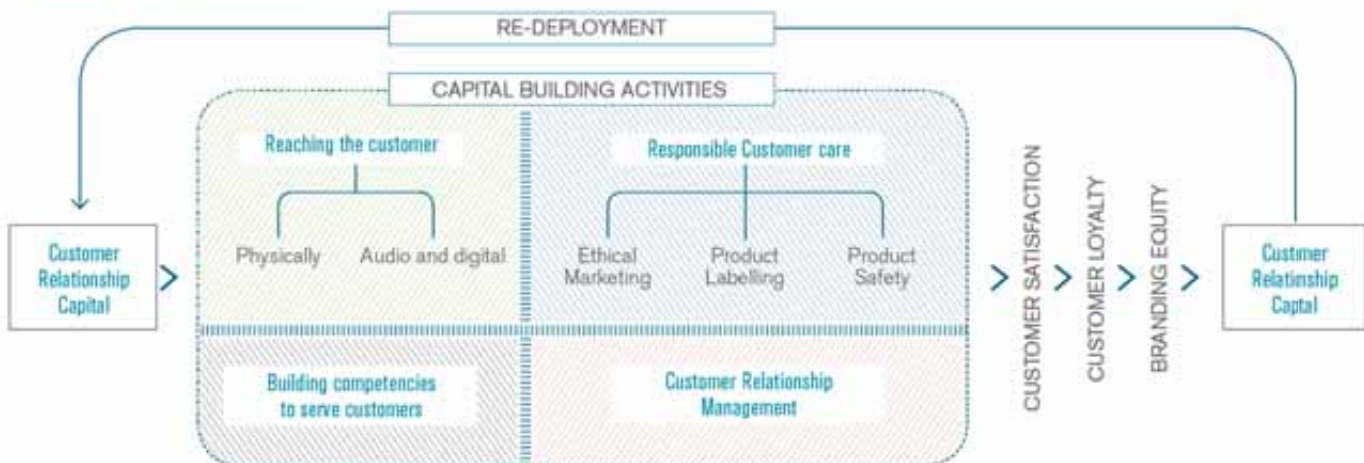 RE-DEPLOYMENT
CAPITAL BUILDING ACTIVITIES
Reaching the customer
Physically
Audio and digital
Responsible Customer care
Ethical
Marketing
Product
Labelling
Product
Safety
Customer
Relationship
Capital
Building competencies
to serve customers
Customer Relationship
Management
CUSTOMER SATISFACTION
CUSTOMER LOYALTY
BRANDING EQUITY
Custimer
Relatinship
Captal